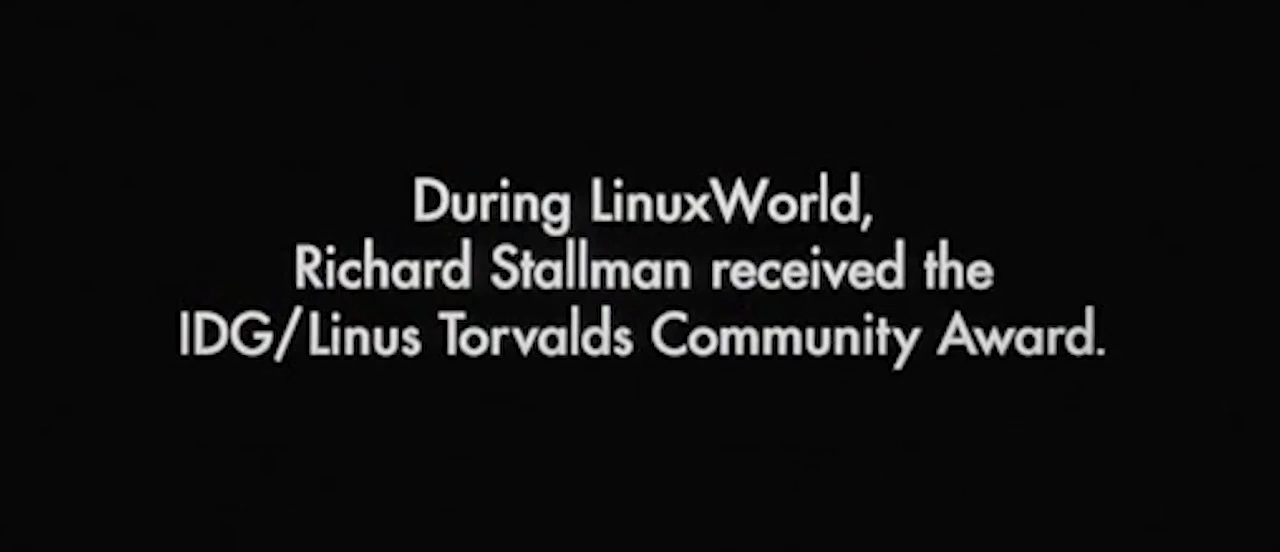 During LinuxWorld,
Richard Stallman received the
IDG/Linus Torvalds Community Award.